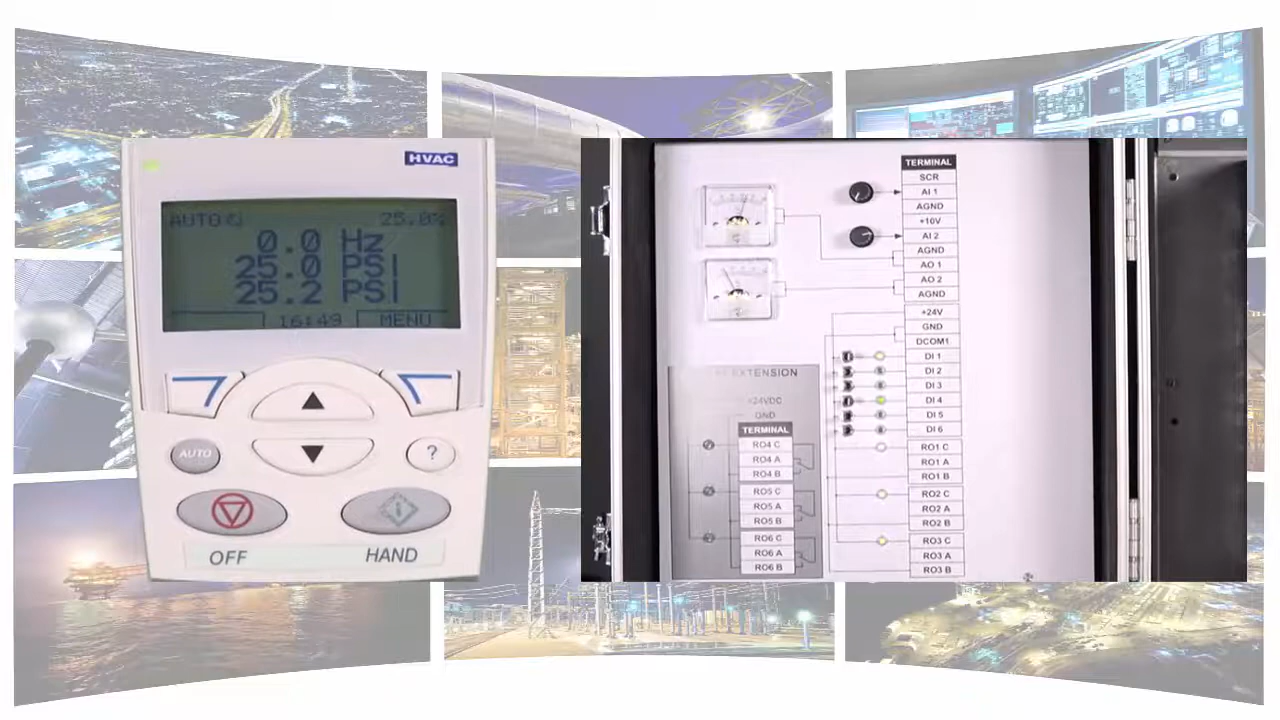 HVAC
AUTO 25.0%
0.0 Hz
25.0 PSI
25.2 PSI
16:49 MENU
AUTO
?
OFF
HAND
TERMINAL
SCR
AI 1
AGND
+10V
AI 2
AGND
AO 1
AO 2
AGND
+24V
GND
DCOM1
DI 1
DI 2
DI 3
DI 4
DI 5
DI 6
RO1 C
RO1 A
RO1 B
RO2 C
RO2 A
RO2 B
RO3 C
RO3 A
RO3 B
EXTENSION
+24VDC
GND
TERMINAL
RO4 C
RO4 A
RO4 B
RO5 C
RO5 A
RO5 B
RO6 C
RO6 A
RO6 B